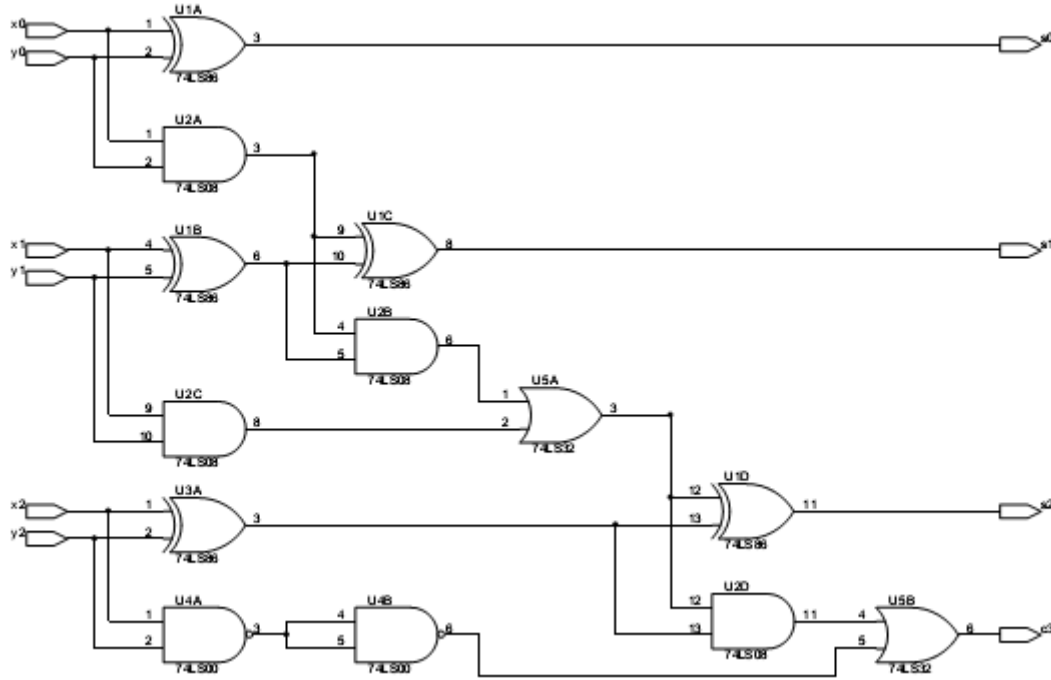 U1A
x0 1 3 s0
y0 2
74LS86
U2A
1 3
2
74LS08
U1C
U1B 9 8 s1
x1 4 6 10
y1 5 74LS86
74LS86
U2B
4 6
5
74LS08
U5A
U2C 1 3
9 8 2
10 74LS32
74LS08
U1D
x2 U3A 12 11 s2
1 3 13
y2 2 74LS86
74LS86
U4A U4B U2D U5B
1 3 4 6 12 11 4 6 c3
2 5 13 5
74LS00 74LS00 74LS08 74LS32